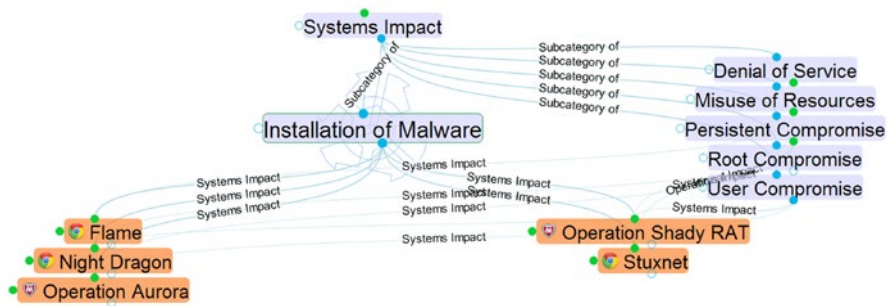 Systems Impact
Subcategory of
Subcategory of
Denial of Service
Subcategory of
Subcategory of
Misuse of Resources
Subcategory of
Subcategory of
Installation of Malware
Persistent Compromise
Systems Impact
Root Compromise
Systems Impact
Systems Impact
User Compromise
Systems Impact
Systems Impact
Systems Impact
Systems Impact
Systems Impact
Systems Impact
Flame
Operation Shady RAT
Systems Impact
Night Dragon
Stuxnet
Operation Aurora